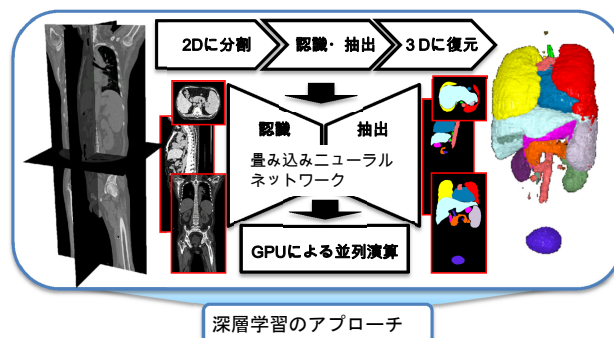 2Dに分割
認識・抽出
３Dに復元
認識
抽出
畳み込みニューラル
ネットワーク
GPUによる並列演算
深層学習のアプローチ